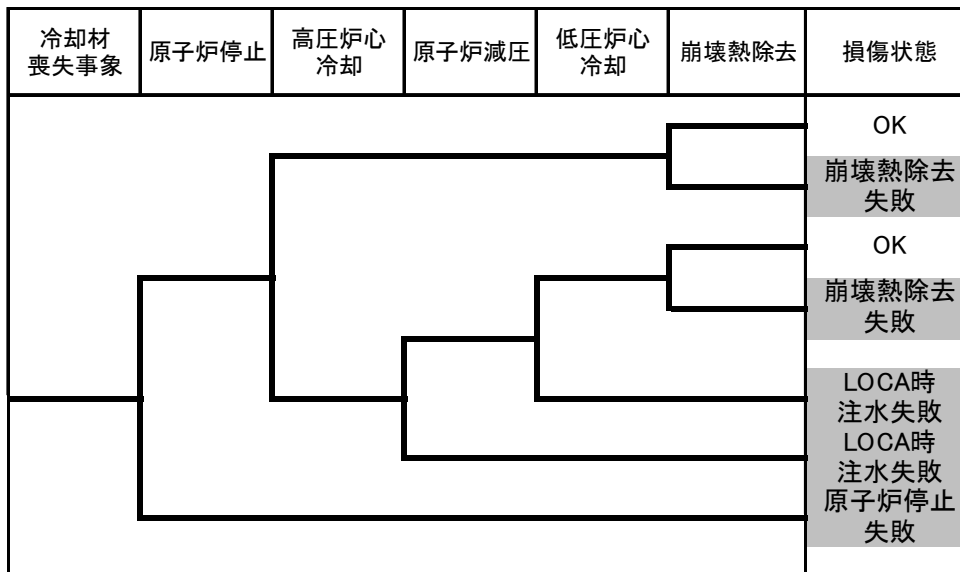 冷却材
喪失事象
原子炉停止
高圧炉心
冷却
原子炉減圧
低圧炉心
冷却
崩壊熱除去
損傷状態
OK
崩壊熱除去
失敗
OK
崩壊熱除去
失敗
LOCA時
注水失敗
LOCA時
注水失敗
原子炉停止
失敗